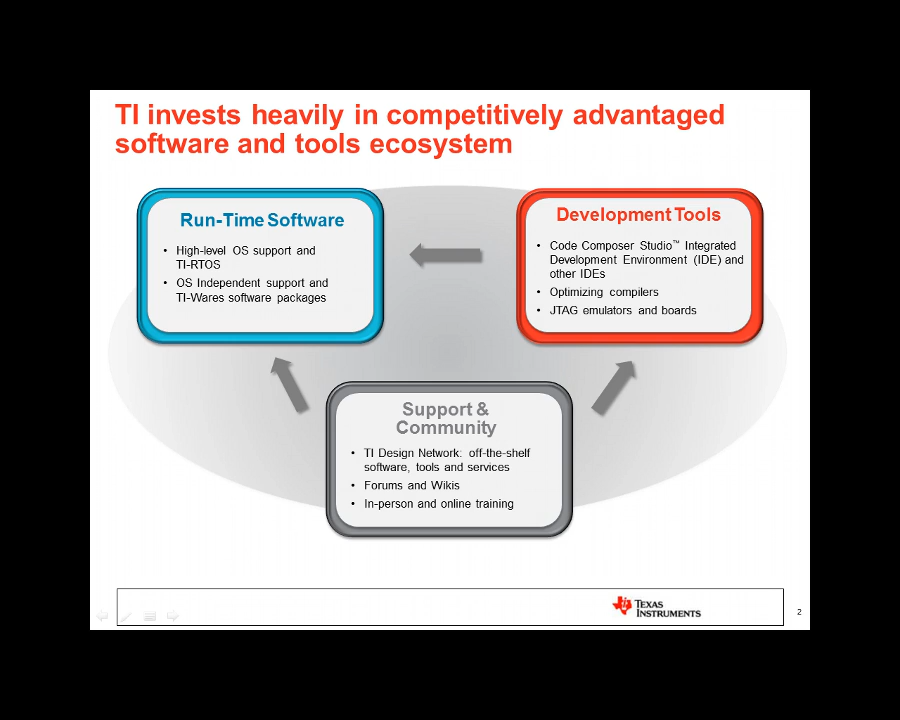 TI invests heavily in competitively advantaged
software and tools ecosystem
Run-Time Software
• High-level OS support and
TI-RTOS
• OS Independent support and
TI-Wares software packages
Development Tools
• Code Composer Studio™ Integrated
Development Environment (IDE) and
other IDEs
• Optimizing compilers
• JTAG emulators and boards
Support &
Community
• TI Design Network: off-the-shelf
software, tools and services
• Forums and Wikis
• In-person and online training
TEXAS
INSTRUMENTS
2